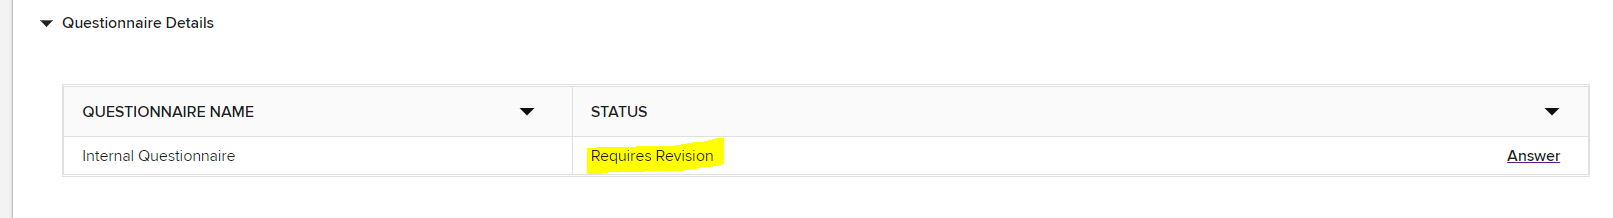 Questionnaire Details
QUESTIONNAIRE NAME STATUS
Internal Questionnaire Requires Revision Answer